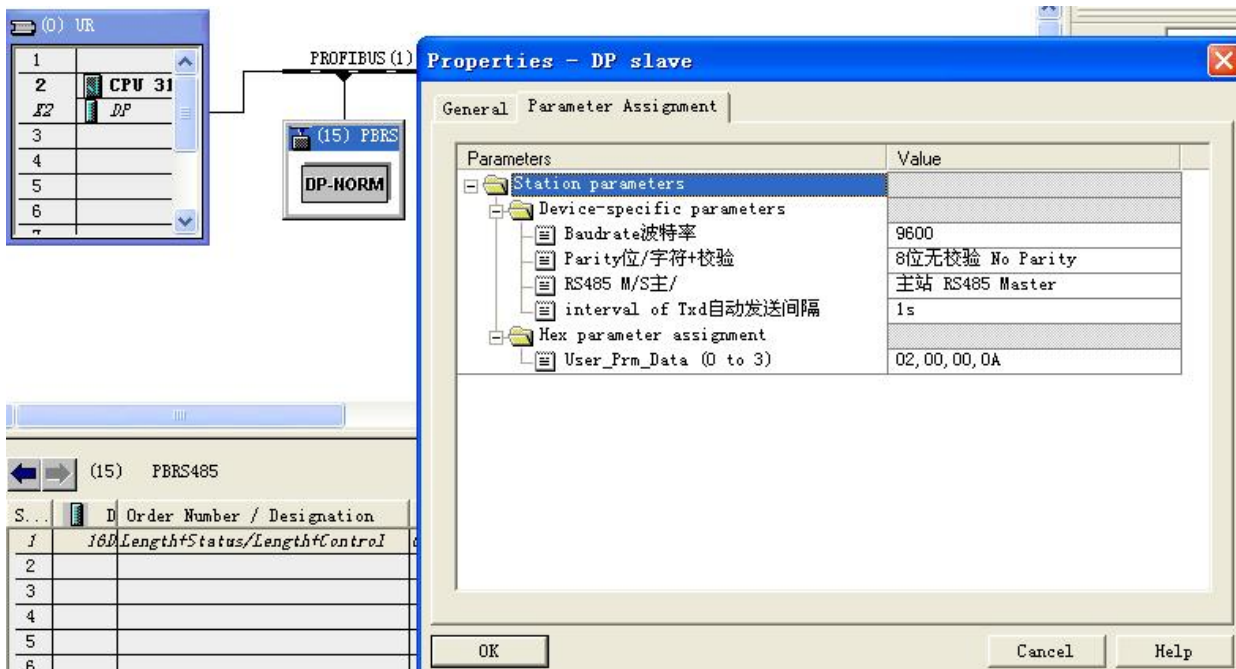 (0) UR
1
2 CPU 31
X2 DP
3
4
5
6
7
PROFIBUS(1)
(15) PBRS
DP-NORM
Properties - DP slave
General Parameter Assignment
Parameters Value
Station parameters
Device-specific parameters
Baudrate波特率 9600
Parity位/字符+校验 8位无校验 No Parity
RS485 M/S主/ 主站 RS485 Master
interval of Txd自动发送间隔 1s
Hex parameter assignment
User_Prm_Data (0 to 3) 02,00,00,0A
(15) PBRS485
S... D Order Number / Designation
1 16D Length+Status/Length+Control
2
3
4
5
6
OK Cancel Help